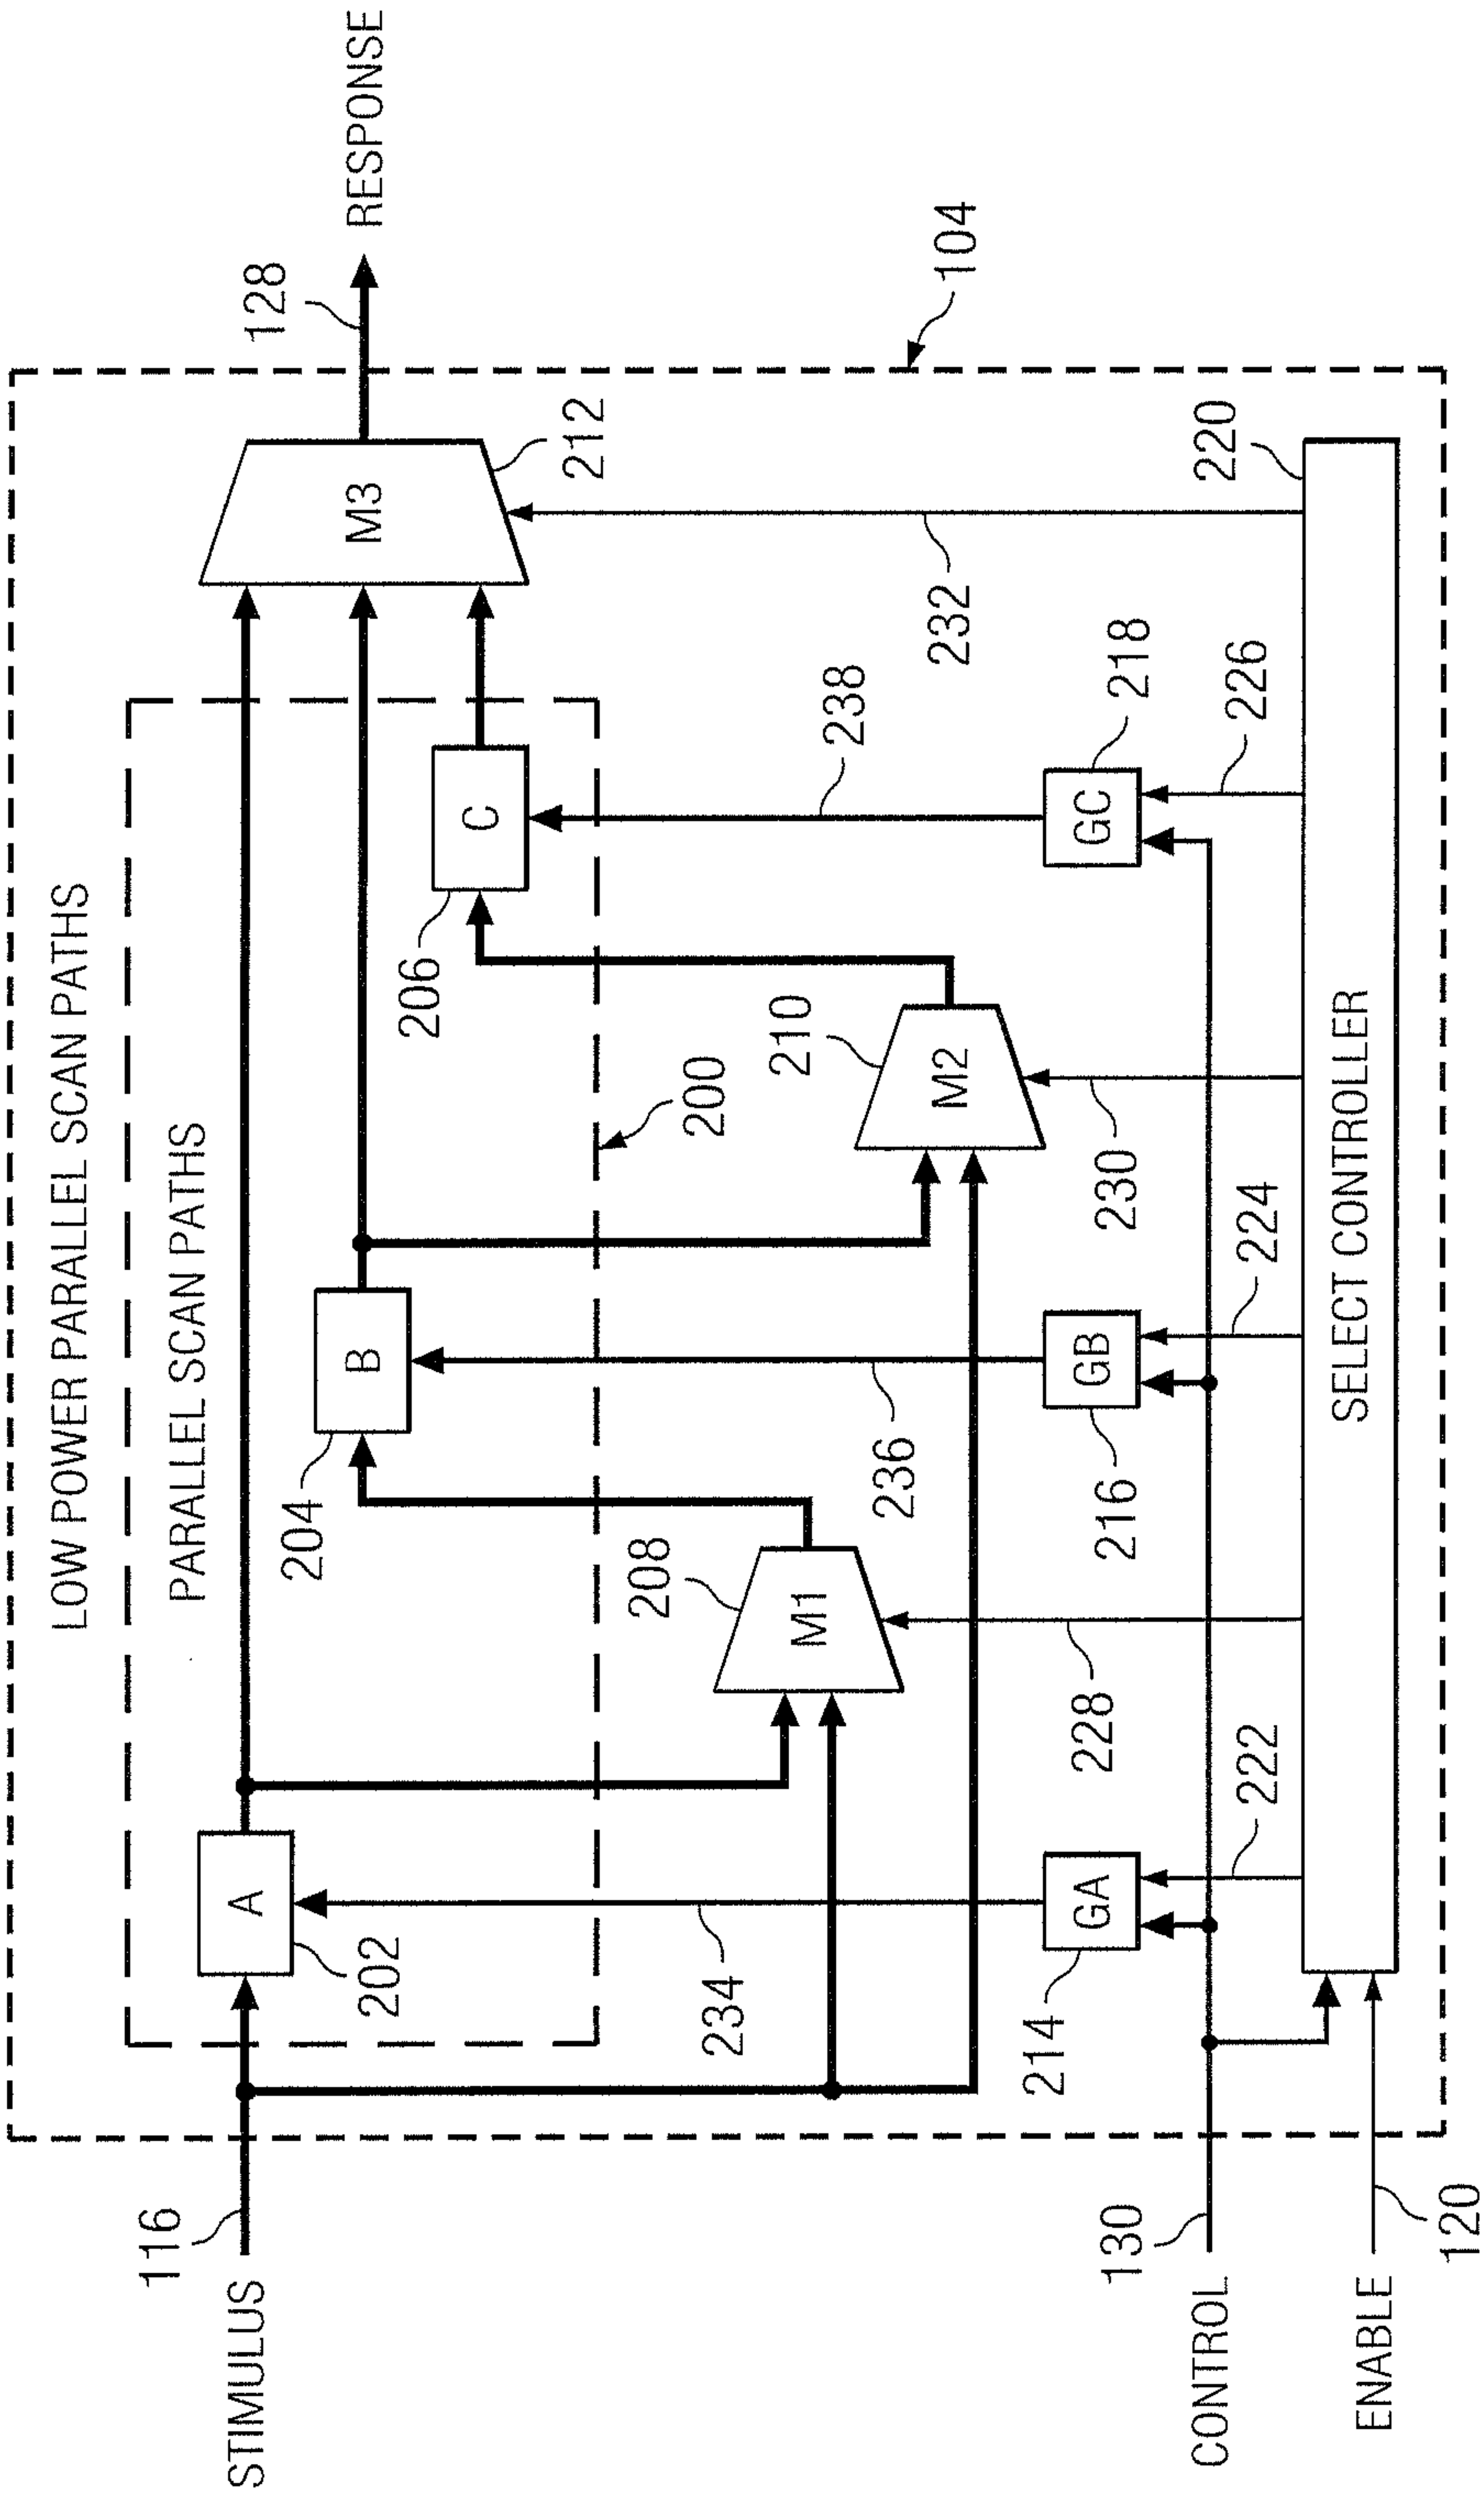 LOW POWER PARALLEL SCAN PATHS
PARALLEL SCAN PATHS
STIMULUS
116
A
202
204
B
206
C
M3
212
128
RESPONSE
104
200
208
M1
210
M2
234
236
238
232
214
GA
216
GB
GC
218
222
228
224
230
226
220
CONTROL
130
ENABLE
120
SELECT CONTROLLER